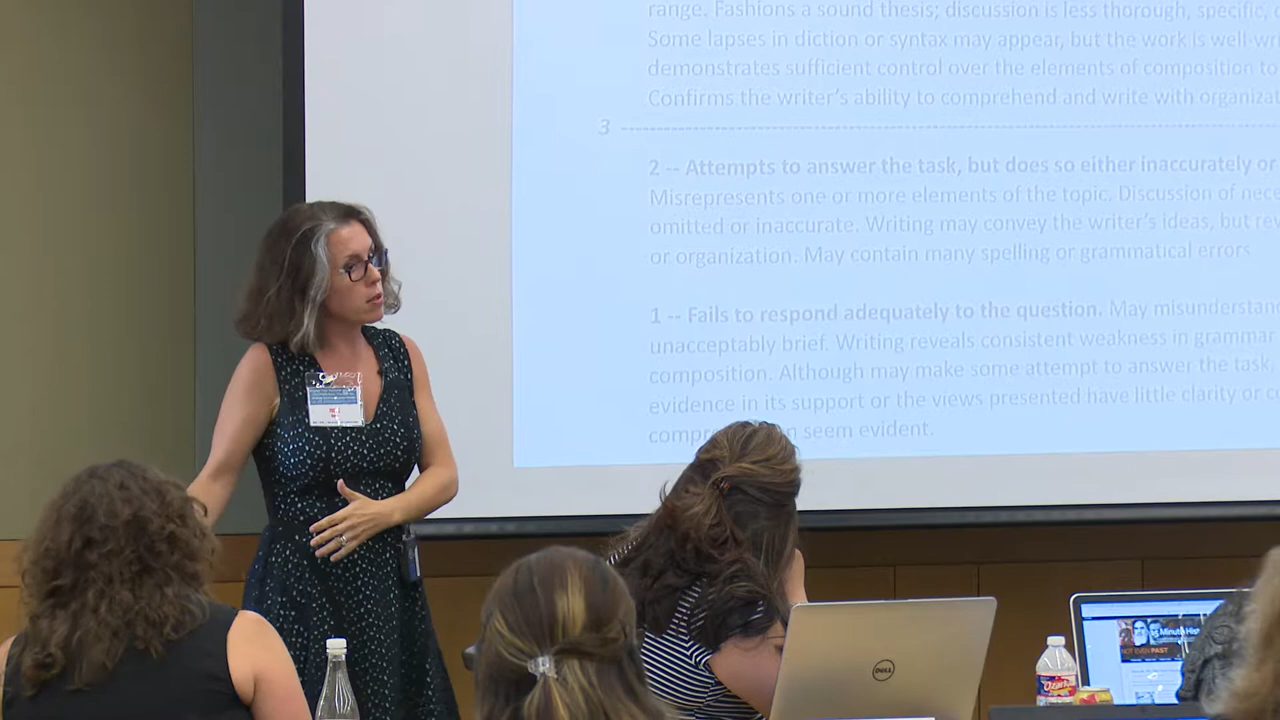 range. Fashions a sound thesis; discussion is less thorough, specific,
Some lapses in diction or syntax may appear, but the work is well-wri
demonstrates sufficient control over the elements of composition to
Confirms the writer's ability to comprehend and write with organizat
3 --------------------------------
2 -- Attempts to answer the task, but does so either inaccurately or
Misrepresents one or more elements of the topic. Discussion of nece
omitted or inaccurate. Writing may convey the writer's ideas, but rev
or organization. May contain many spelling or grammatical errors
1 -- Fails to respond adequately to the question. May misunderstand
unacceptably brief. Writing reveals consistent weakness in grammar
composition. Although may make some attempt to answer the task,
evidence in its support or the views presented have little clarity or c
seem evident.
DELL
15 Minute His
NOT EVEN PAST
Ozarka